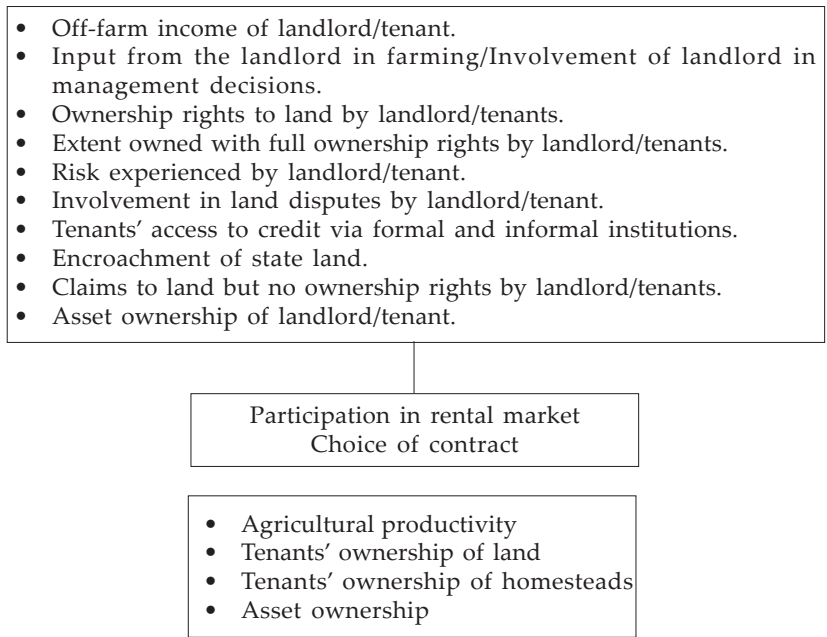 • Off-farm income of landlord/tenant.
• Input from the landlord in farming/Involvement of landlord in
management decisions.
• Ownership rights to land by landlord/tenants.
• Extent owned with full ownership rights by landlord/tenants.
• Risk experienced by landlord/tenant.
• Involvement in land disputes by landlord/tenant.
• Tenants' access to credit via formal and informal institutions.
• Encroachment of state land.
• Claims to land but no ownership rights by landlord/tenants.
• Asset ownership of landlord/tenant.
Participation in rental market
Choice of contract
• Agricultural productivity
• Tenants' ownership of land
• Tenants' ownership of homesteads
• Asset ownership